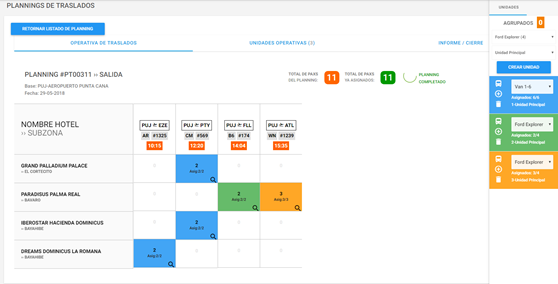 PLANNINGS DE TRASLADOS
RETORNAR LISTADO DE PLANNING
OPERATIVA DE TRASLADOS
UNIDADES OPERATIVAS (3)
INFORME / CIERRE
PLANNING #PT00311 ›› SALIDA
Base: PUJ-AEROPUERTO PUNTA CANA
Fecha: 29-05-2018
TOTAL DE PAXS
DEL PLANNING
11
TOTAL DE PAXS
YA ASIGNADOS
11
PLANNING
COMPLETADO
NOMBRE HOTEL
›› SUBZONA
PUJ EZE
AR #1325
10:15
PUJ PTY
CM #569
12:20
PUJ FLL
B6 #174
14:04
PUJ ATL
WN #1239
15:35
GRAND PALLADIUM PALACE
›› EL CORTECITO
0
2
Asig:2/2
0
0
PARADISUS PALMA REAL
›› BAVARO
0
0
2
Asig:2/2
3
Asig:3/3
IBEROSTAR HACIENDA DOMINICUS
›› BAYAHIBE
0
2
Asig:2/2
0
0
DREAMS DOMINICUS LA ROMANA
›› BAYAHIBE
2
Asig:2/2
0
0
0
UNIDADES
AGRUPADOS 0
Ford Explorer (4)
Unidad Principal
CREAR UNIDAD
Van 1-6
Asignados: 6/6
1-Unidad Principal
Ford Explorer
Asignados: 2/4
2-Unidad Principal
Ford Explorer
Asignados: 3/4
3-Unidad Principal